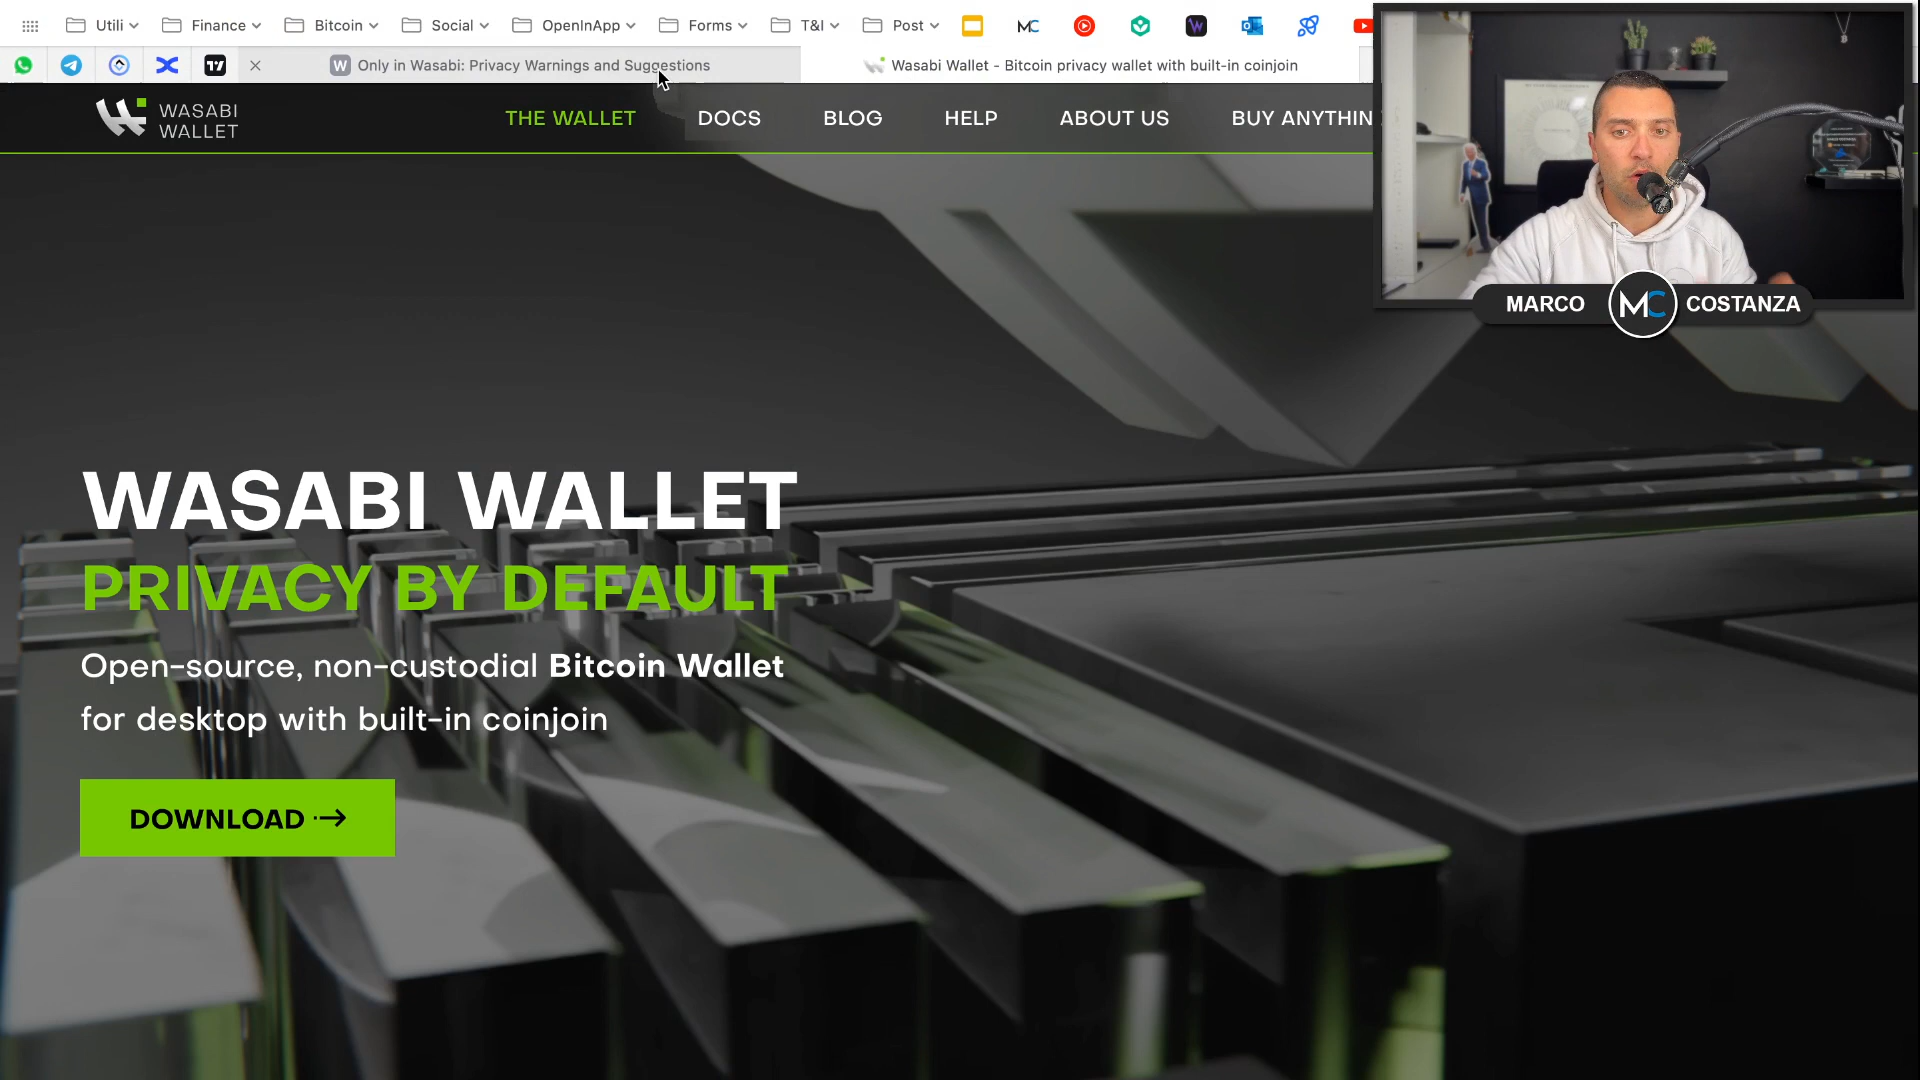 Utili
Finance
Bitcoin
Social
OpenInApp
Forms
T&I
Post
MC
W
Only in Wasabi: Privacy Warnings and Suggestions
Wasabi Wallet - Bitcoin privacy wallet with built-in coinjoin
WASABI
WALLET
THE WALLET
DOCS
BLOG
HELP
ABOUT US
BUY ANYTHIN
MARCO
MC
COSTANZA
WASABI WALLET
PRIVACY BY DEFAULT
Open-source, non-custodial Bitcoin Wallet
for desktop with built-in coinjoin
DOWNLOAD